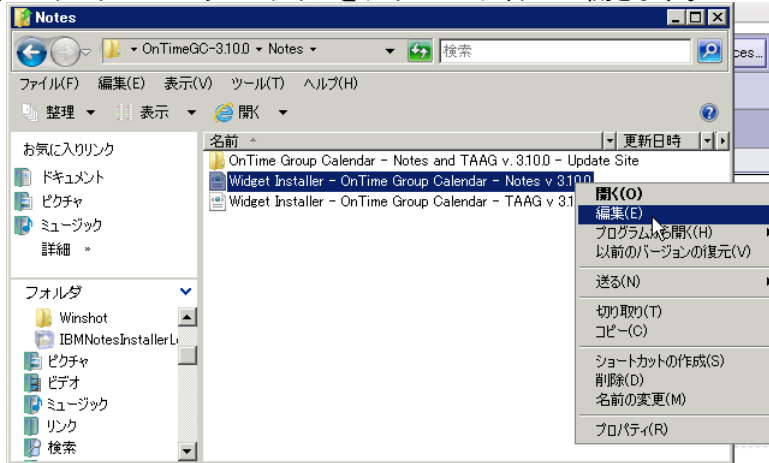 Notes
OnTimeGC-3.10.0 ▾ Notes ▾
検索
ces...
ファイル(F) 編集(E) 表示(V) ツール(T) ヘルプ(H)
整理 ▼ 表示 ▼ 開く ▼
お気に入りリンク
ドキュメント
ピクチャ
ミュージック
詳細 »
フォルダ
Winshot
IBMNotesInstallerL
ピクチャ
ビデオ
ミュージック
リンク
検索
名前 更新日時
OnTime Group Calendar - Notes and TAAG v. 3.10.0 - Update Site
Widget Installer - OnTime Group Calendar - Notes v 3.10.0
Widget Installer - OnTime Group Calendar - TAAG v 3.1
開く(O)
編集(E)
プログラムから開く(H)
以前のバージョンの復元(V)
送る(N)
切り取り(T)
コピー(C)
ショートカットの作成(S)
削除(D)
名前の変更(M)
プロパティ(R)